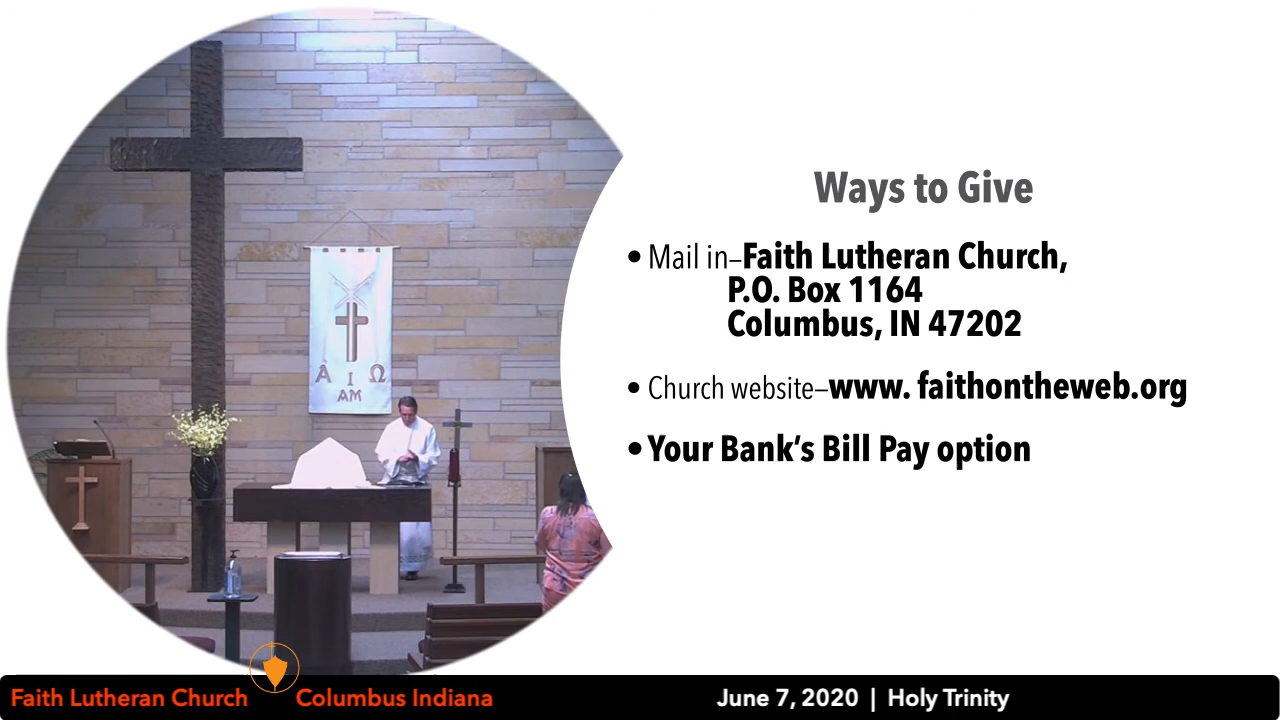 Ways to Give
• Mail in–Faith Lutheran Church,
P.O. Box 1164
Columbus, IN 47202
• Church website–www. faithontheweb.org
• Your Bank’s Bill Pay option
Α Ι Ω
ΑΜ
Faith Lutheran Church Columbus Indiana June 7, 2020 | Holy Trinity